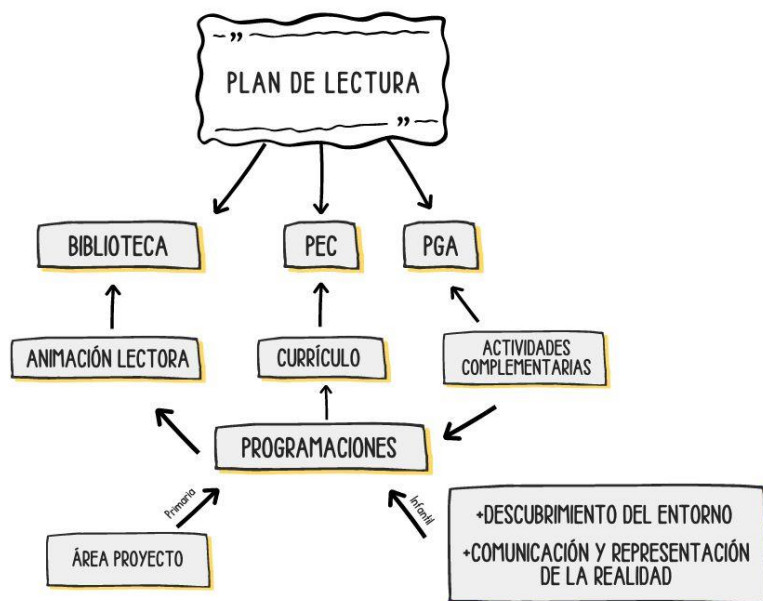 PLAN DE LECTURA
BIBLIOTECA
PEC
PGA
ANIMACIÓN LECTORA
CURRÍCULO
ACTIVIDADES
COMPLEMENTARIAS
PROGRAMACIONES
Primaria
Infantil
ÁREA PROYECTO
+DESCUBRIMIENTO DEL ENTORNO
+COMUNICACIÓN Y REPRESENTACIÓN
DE LA REALIDAD